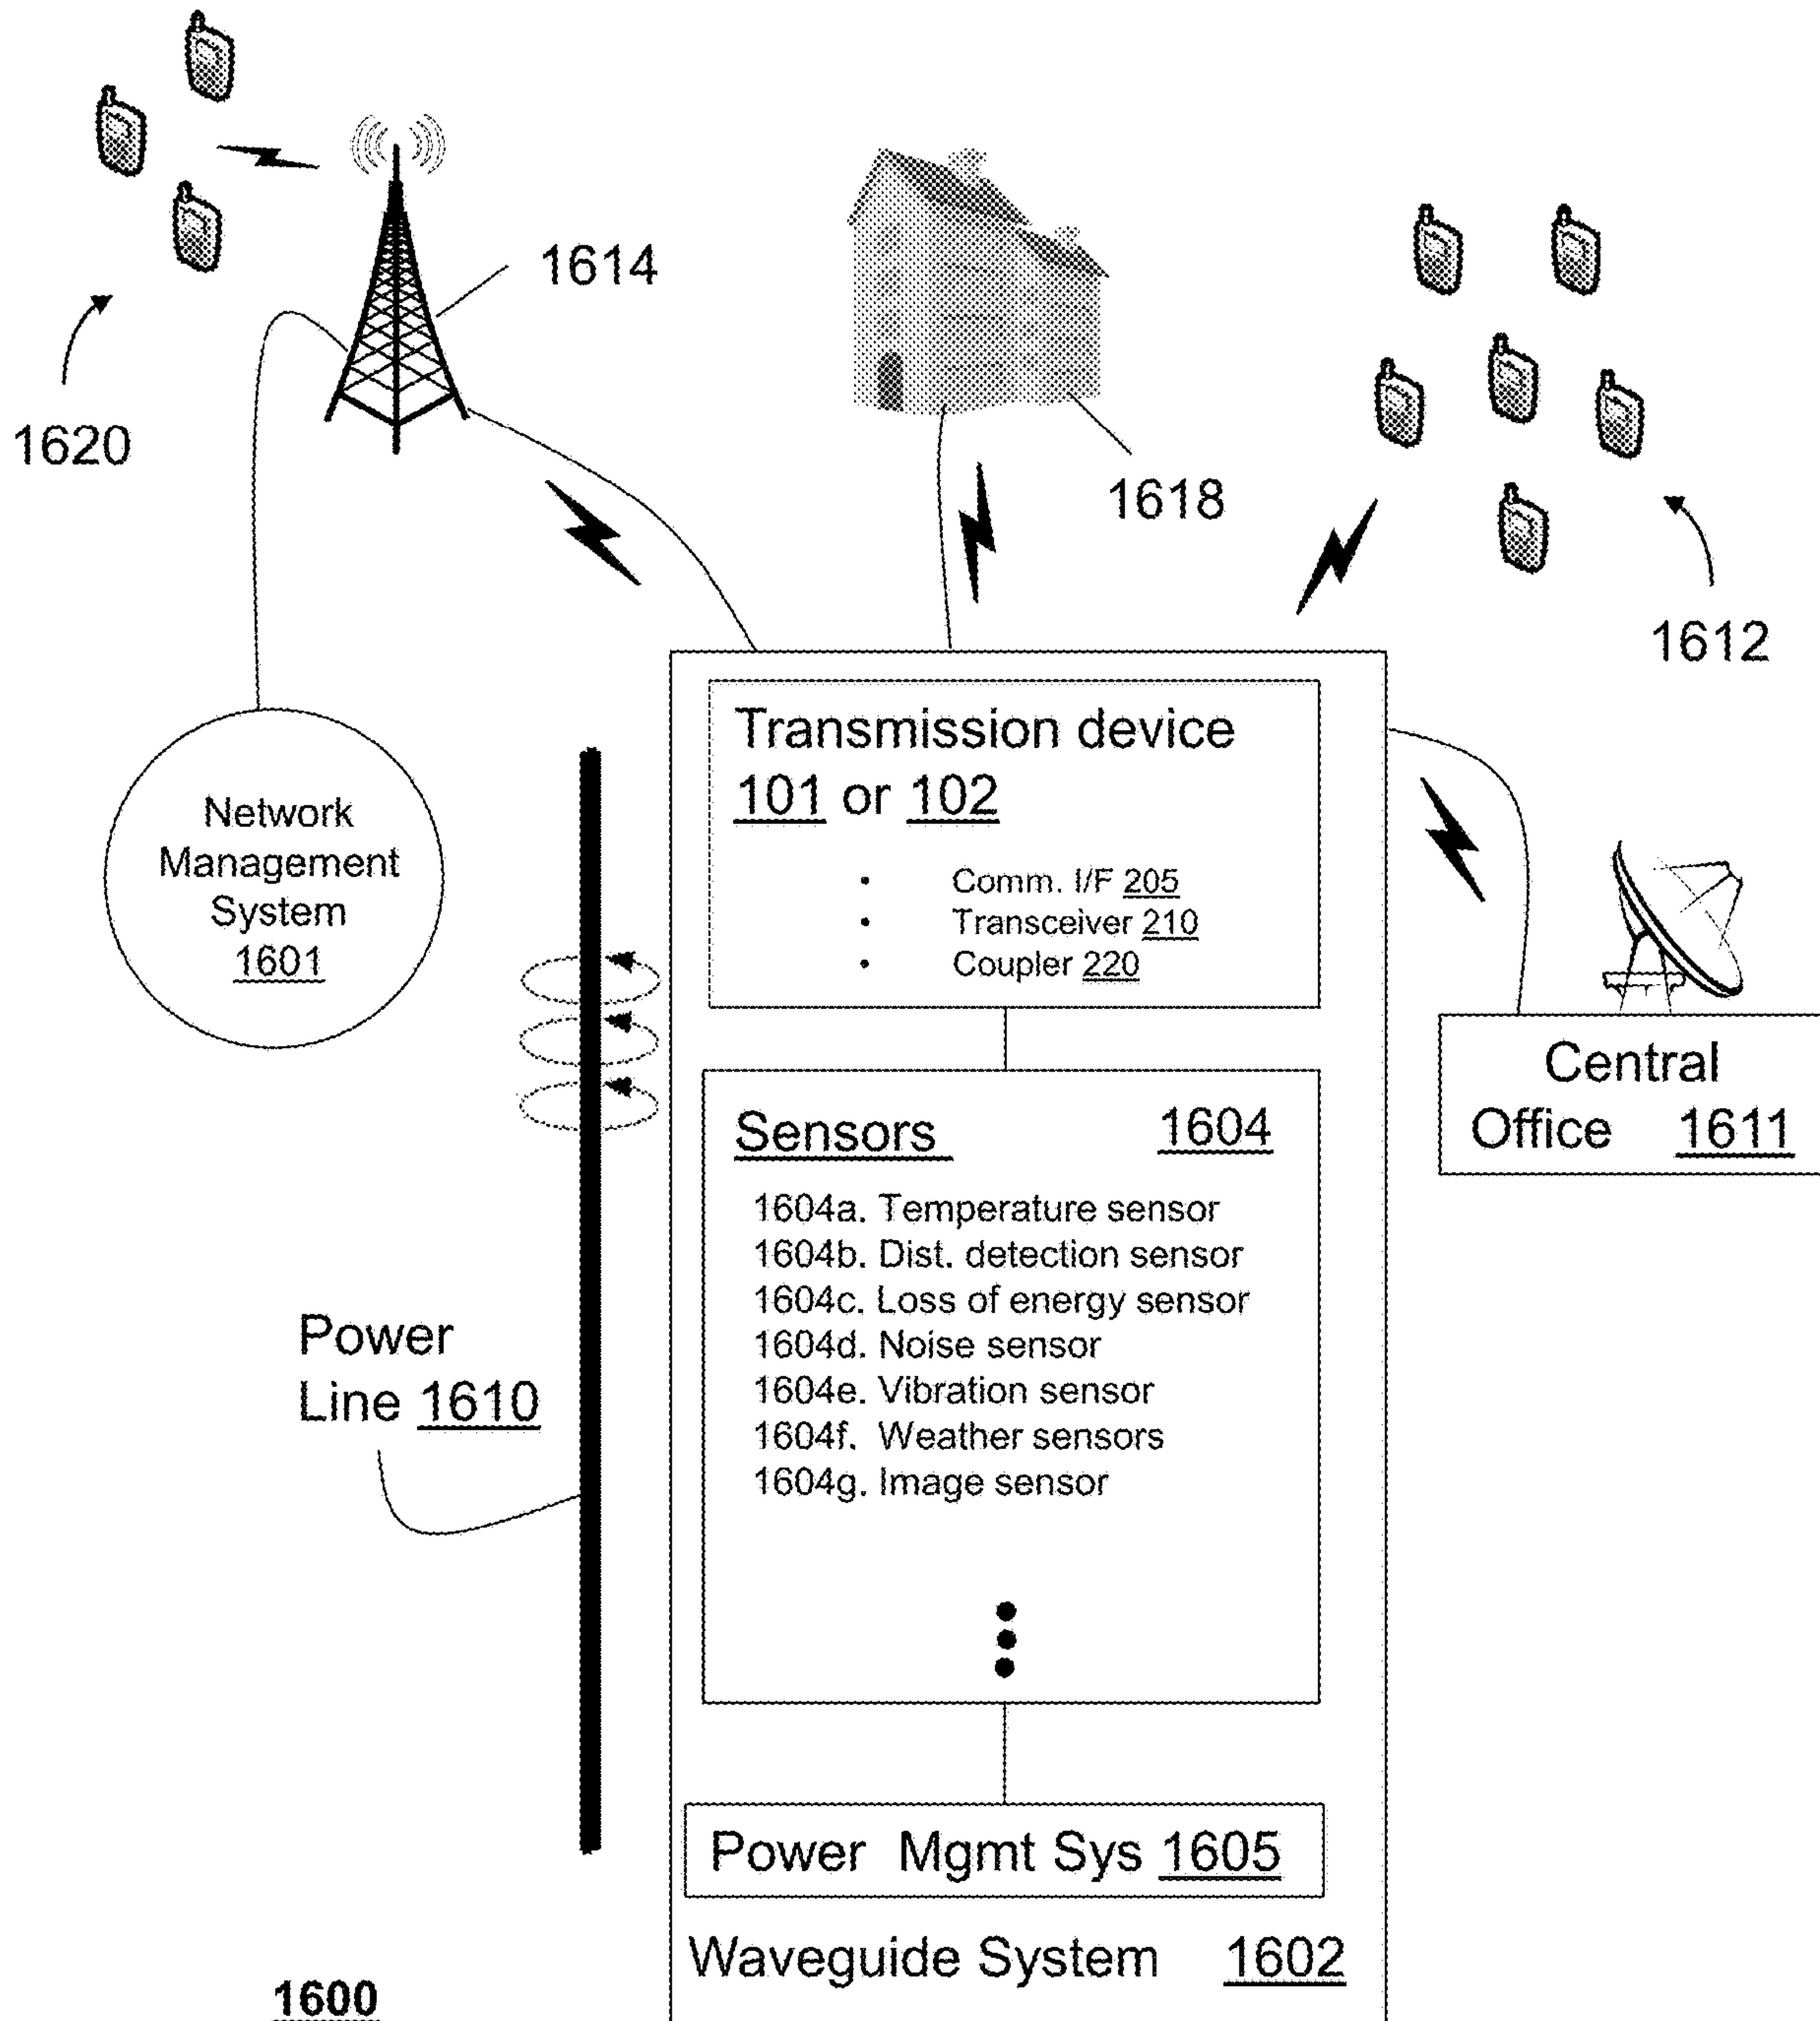 1614
1620
1618
1612
Network
Management
System
1601
Transmission device
101 or 102
• Comm. I/F 205
• Transceiver 210
• Coupler 220
Central
Office 1611
Sensors 1604
1604a. Temperature sensor
1604b. Dist. detection sensor
1604c. Loss of energy sensor
1604d. Noise sensor
1604e. Vibration sensor
1604f. Weather sensors
1604g. Image sensor
Power
Line 1610
Power Mgmt Sys 1605
Waveguide System 1602
1600